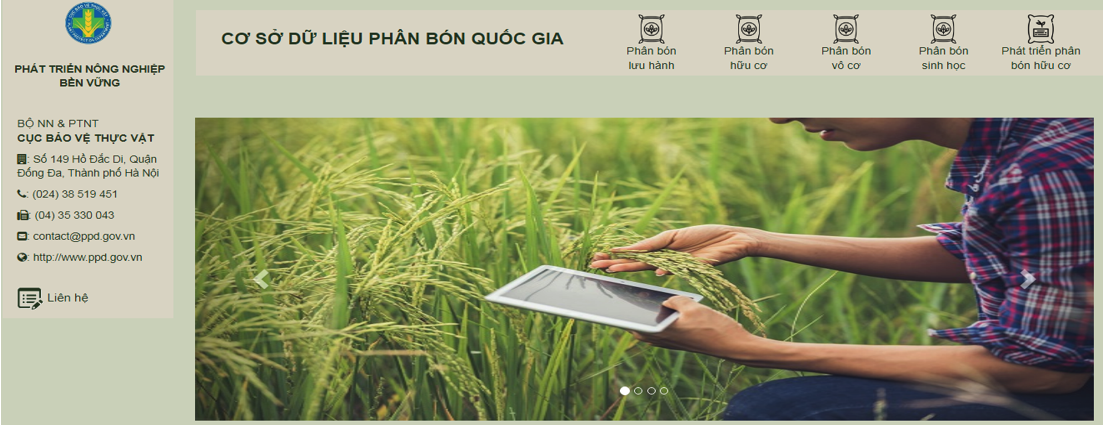 PHÁT TRIỂN NÔNG NGHIỆP
BỀN VỮNG
BỘ NN & PTNT
CỤC BẢO VỆ THỰC VẬT
: Số 149 Hồ Đắc Di, Quận
Đống Đa, Thành phố Hà Nội
: (024) 38 519 451
: (04) 35 330 043
: contact@ppd.gov.vn
: http://www.ppd.gov.vn
Liên hệ
CƠ SỞ DỮ LIỆU PHÂN BÓN QUỐC GIA
Phân bón
lưu hành
Phân bón
hữu cơ
Phân bón
vô cơ
Phân bón
sinh học
Phát triển phân
bón hữu cơ